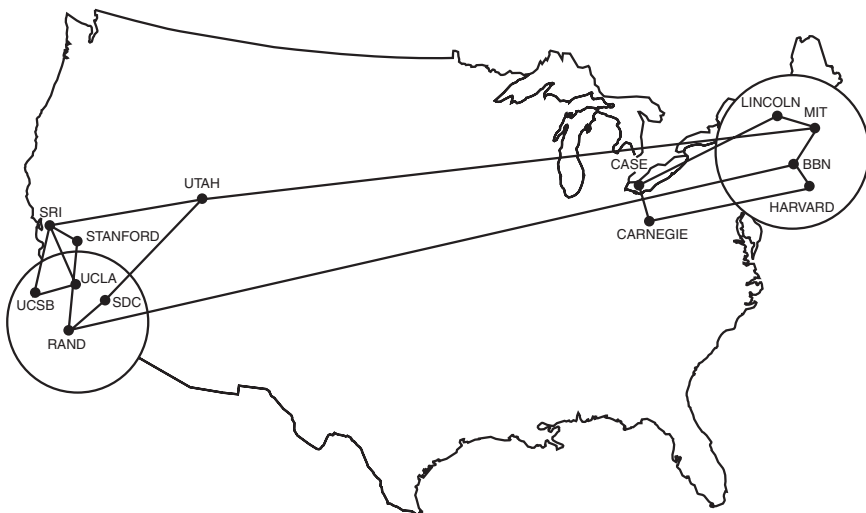 LINCOLN
MIT
CASE
BBN
UTAH
HARVARD
SRI
STANFORD
CARNEGIE
UCLA
UCSB
SDC
RAND